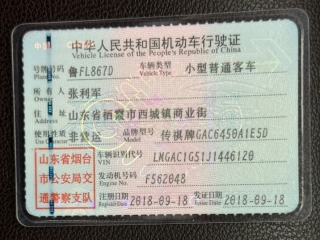 中华人民共和国机动车行驶证
Vehicle License of the People's Republic of China
号牌号码 鲁FL867D 车辆类型 小型普通客车
Plate No. Vehicle Type
所有人 张利军
Owner
住址 山东省栖霞市西城镇商业街
Address
使用性质 非营运 品牌型号 传祺牌GAC6450A1E5D
Use Character Model
山东省烟台 车辆识别代号 LMGAC1G51J1446120
VIN
市公安局交 发动机号码 F562048
Engine No.
通警察支队 注册日期 2018-09-18 发证日期 2018-09-18
Register Date Issue Date